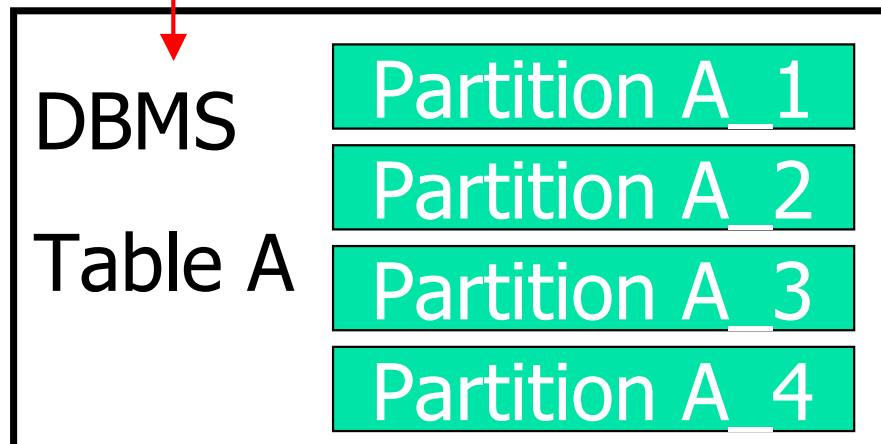 DBMS
Table A
Partition A_1
Partition A_2
Partition A_3
Partition A_4